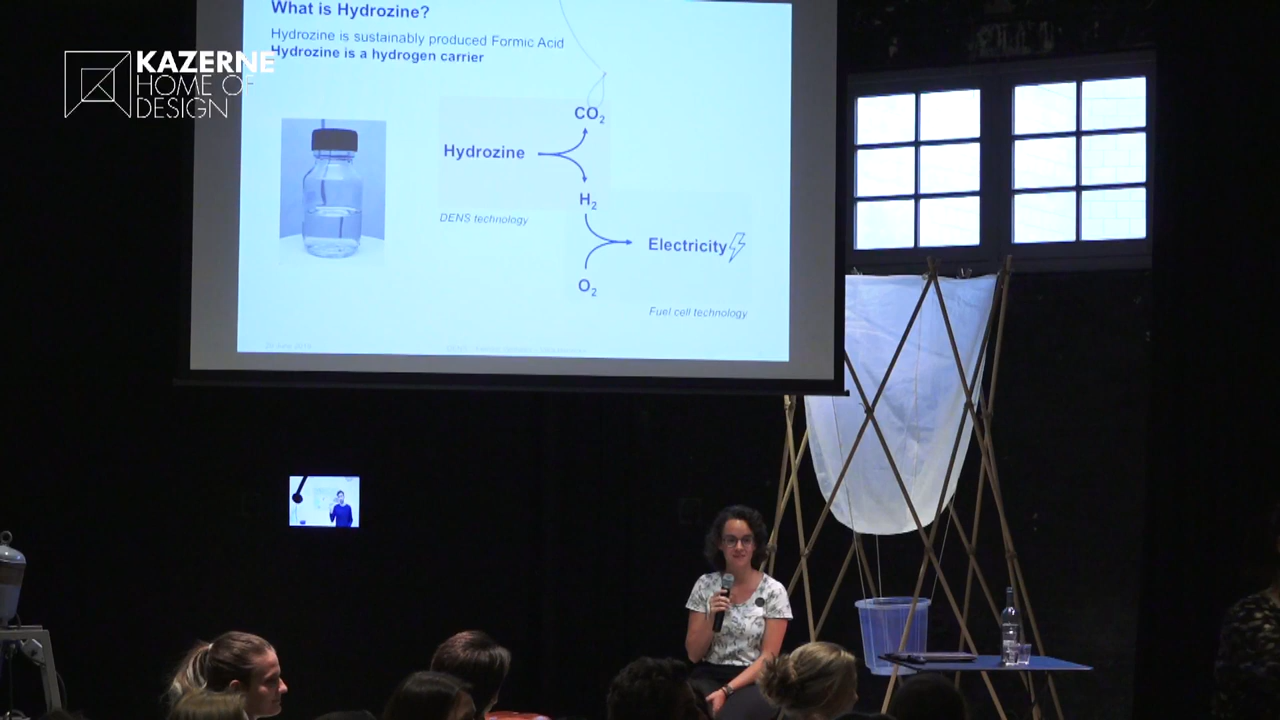 What is Hydrozine?
Hydrozine is sustainably produced Formic Acid
Hydrozine is a hydrogen carrier
KAZERNE
HOME OF
DESIGN
CO₂
Hydrozine
H₂
DENS technology
Electricity
O₂
Fuel cell technology